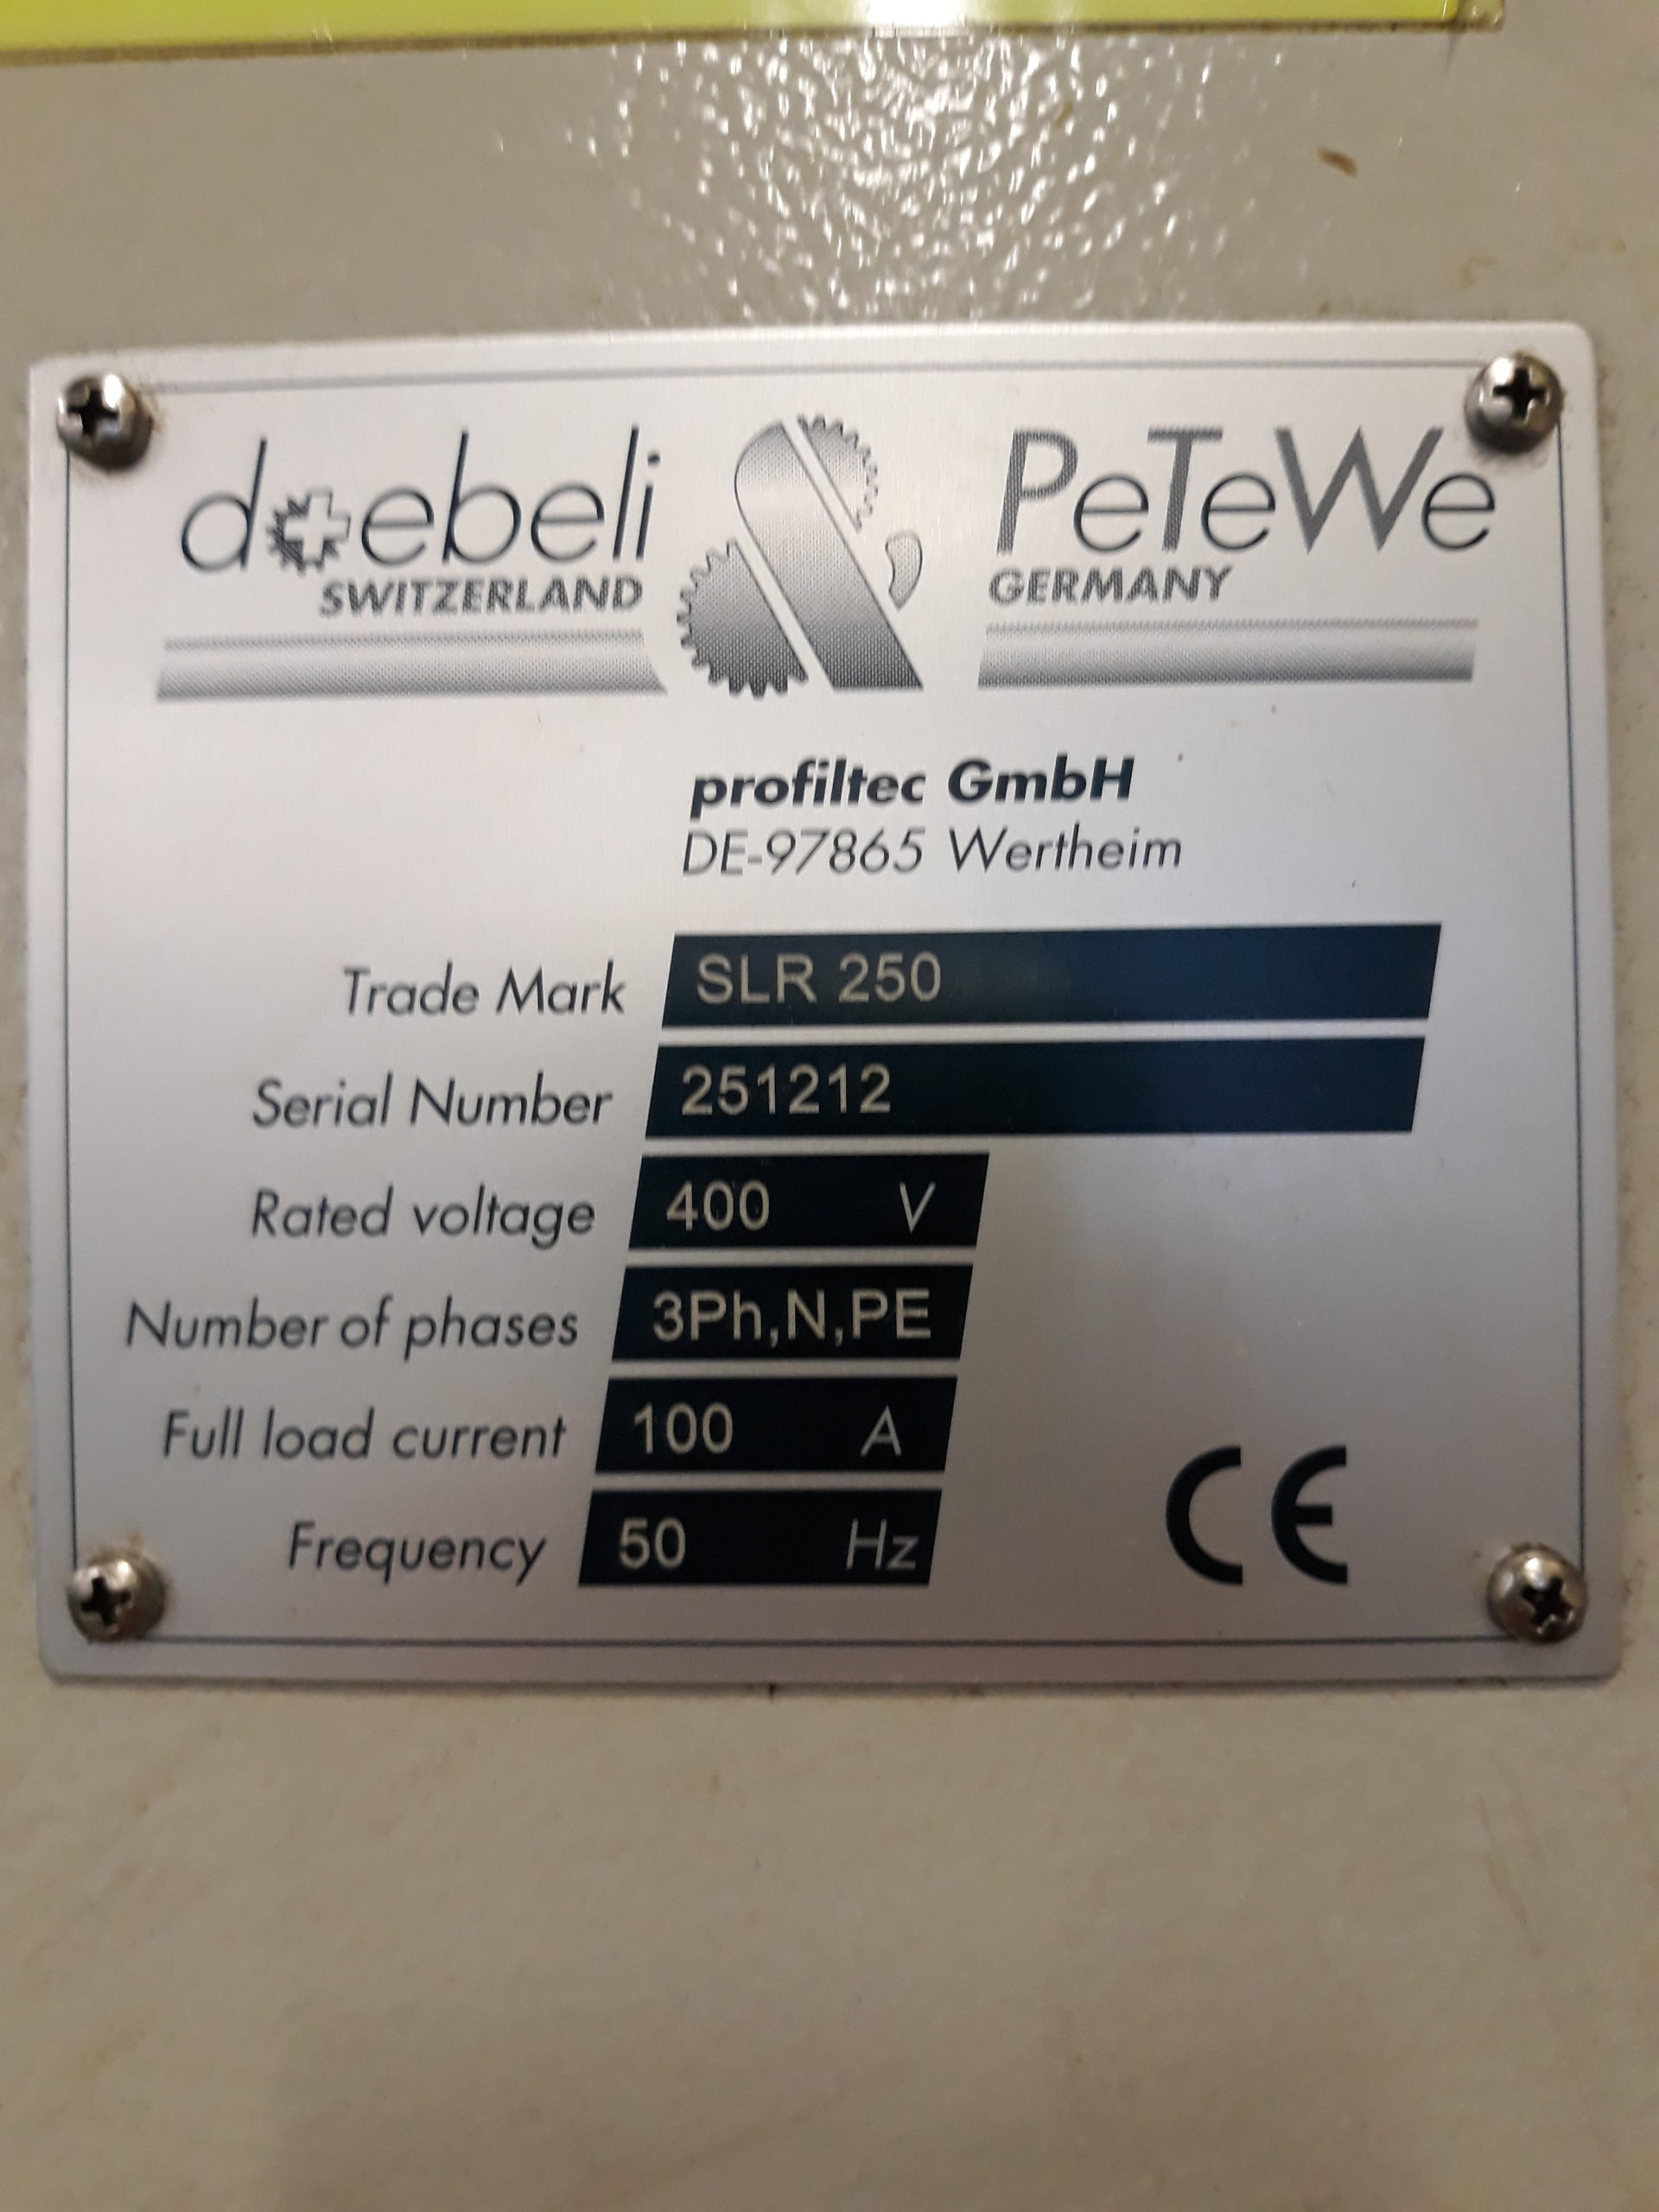 doebeli & PeTeWe
SWITZERLAND GERMANY
profiltec GmbH
DE-97865 Wertheim
Trade Mark SLR 250
Serial Number 251212
Rated voltage 400 V
Number of phases 3Ph,N,PE
Full load current 100 A
Frequency 50 Hz
CE